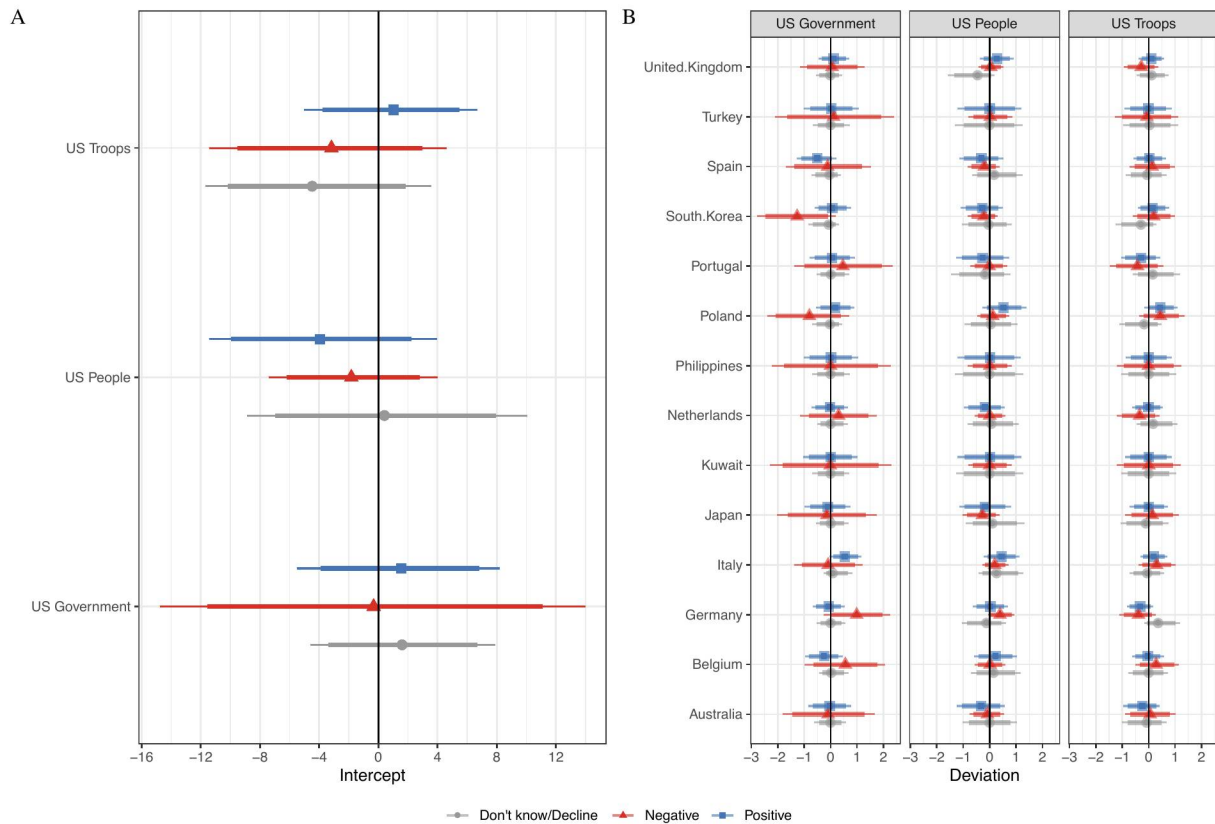 A
US Troops
US People
US Government
−16 −12 −8 −4 0 4 8 12
Intercept
B
US Government US People US Troops
United.Kingdom
Turkey
Spain
South.Korea
Portugal
Poland
Philippines
Netherlands
Kuwait
Japan
Italy
Germany
Belgium
Australia
−3 −2 −1 0 1 2 −3 −2 −1 0 1 2 −3 −2 −1 0 1 2
Deviation
Don't know/Decline Negative Positive